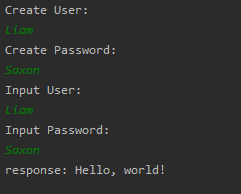 Create User:
Liam
Create Password:
Saxon
Input User:
Liam
Input Password:
Saxon
response: Hello, world!